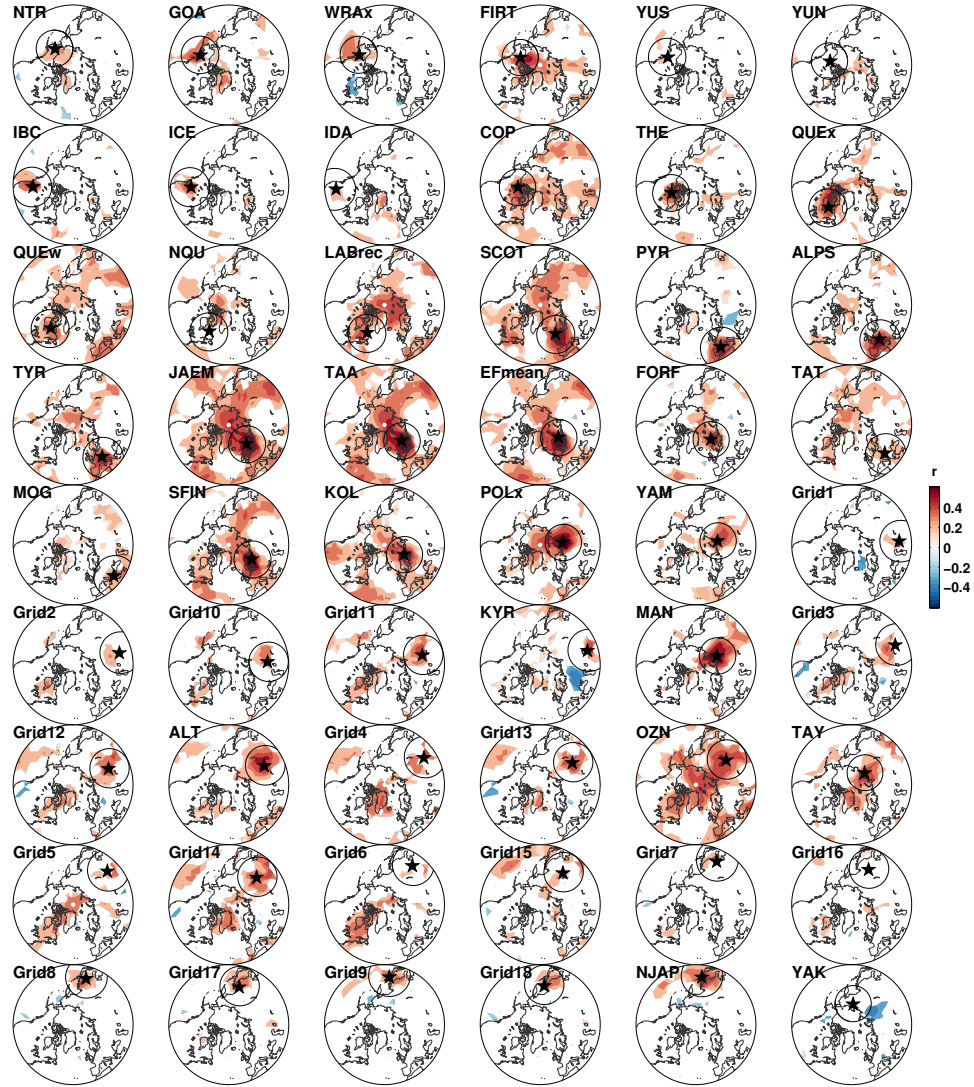 NTR GOA WRAx FIRT YUS YUN
IBC ICE IDA COP THE QUEx
QUEw NQU LABrec SCOT PYR ALPS
TYR JAEM TAA EFmean FORF TAT
MOG SFIN KOL POLx YAM Grid1
Grid2 Grid10 Grid11 KYR MAN Grid3
Grid12 ALT Grid4 Grid13 OZN TAY
Grid5 Grid14 Grid6 Grid15 Grid7 Grid16
Grid8 Grid17 Grid9 Grid18 NJAP YAK
r
0.4
0.2
0
−0.2
−0.4